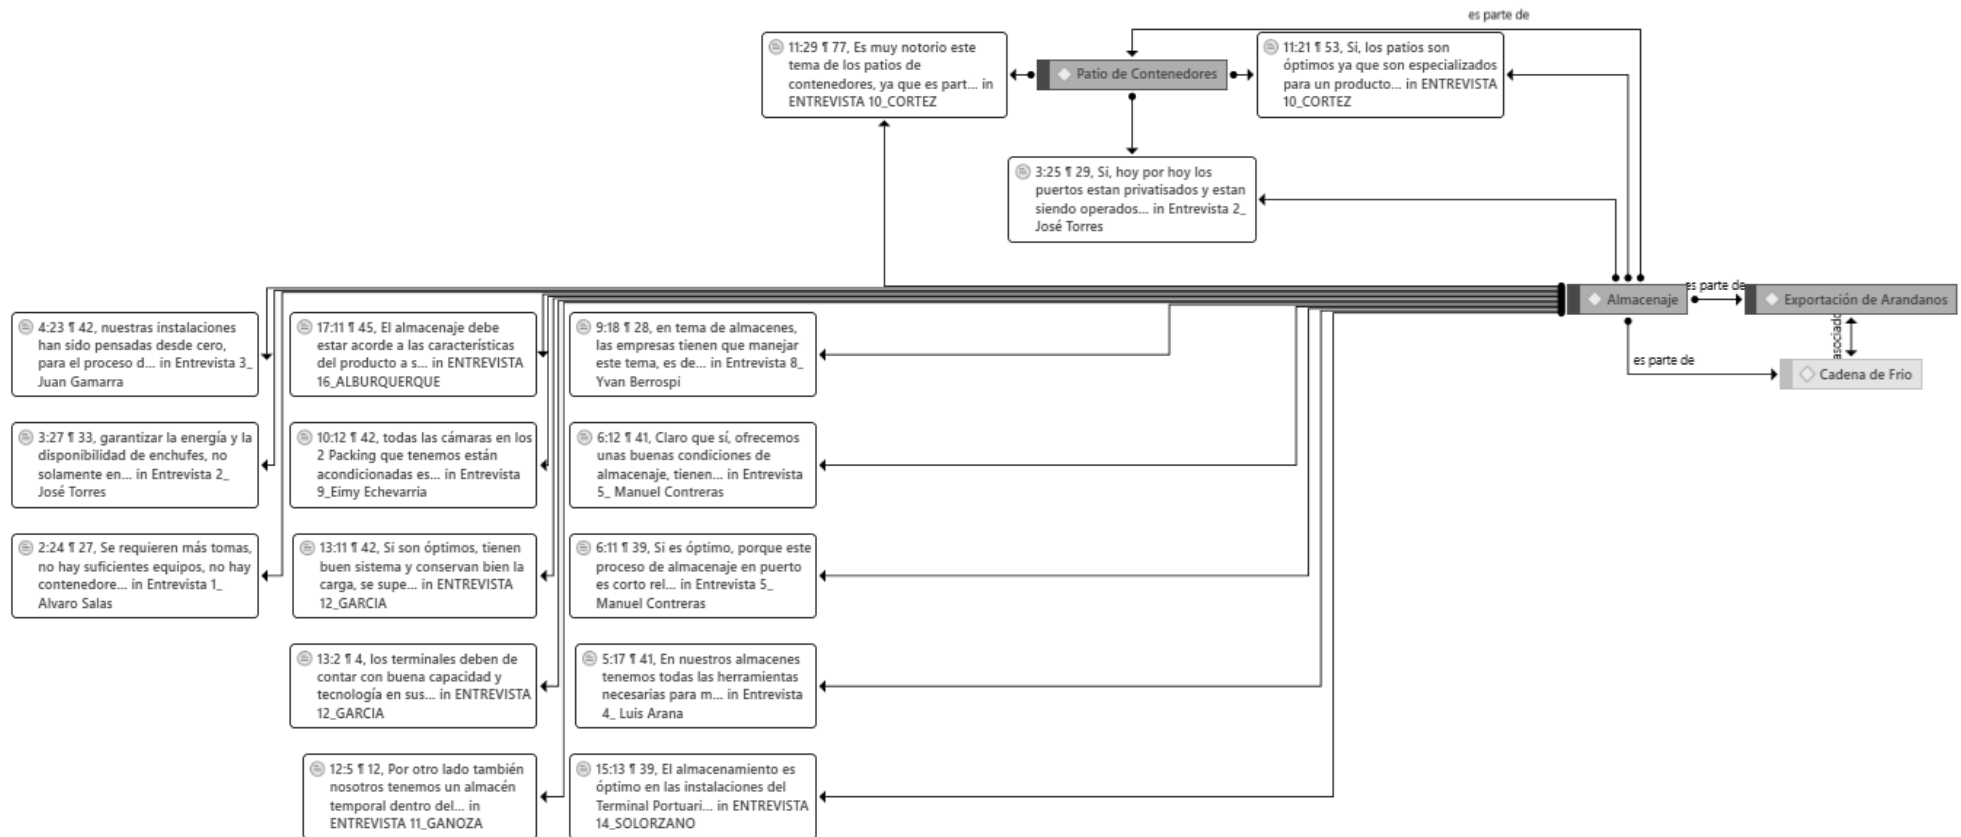 es parte de
11:29 ¶ 77, Es muy notorio este
tema de los patios de
contenedores, ya que es part... in
ENTREVISTA 10_CORTEZ
Patio de Contenedores
11:21 ¶ 53, Si, los patios son
óptimos ya que son especializados
para un producto... in ENTREVISTA
10_CORTEZ
3:25 ¶ 29, Si, hoy por hoy los
puertos estan privatisados y estan
siendo operados... in Entrevista 2_
José Torres
Almacenaje
es parte de
Exportación de Arandanos
asociado
es parte de
Cadena de Frio
4:23 ¶ 42, nuestras instalaciones
han sido pensadas desde cero,
para el proceso d... in Entrevista 3_
Juan Gamarra
17:11 ¶ 45, El almacenaje debe
estar acorde a las características
del producto a s... in ENTREVISTA
16_ALBURQUERQUE
9:18 ¶ 28, en tema de almacenes,
las empresas tienen que manejar
este tema, es de... in Entrevista 8_
Yvan Berrospi
3:27 ¶ 33, garantizar la energía y la
disponibilidad de enchufes, no
solamente en... in Entrevista 2_
José Torres
10:12 ¶ 42, todas las cámaras en los
2 Packing que tenemos están
acondicionadas es... in Entrevista
9_Eimy Echevarria
6:12 ¶ 41, Claro que sí, ofrecemos
unas buenas condiciones de
almacenaje, tienen... in Entrevista
5_ Manuel Contreras
2:24 ¶ 27, Se requieren más tomas,
no hay suficientes equipos, no hay
contenedore... in Entrevista 1_
Alvaro Salas
13:11 ¶ 42, Si son óptimos, tienen
buen sistema y conservan bien la
carga, se supe... in ENTREVISTA
12_GARCIA
6:11 ¶ 39, Si es óptimo, porque este
proceso de almacenaje en puerto
es corto rel... in Entrevista 5_
Manuel Contreras
13:2 ¶ 4, los terminales deben de
contar con buena capacidad y
tecnología en sus... in ENTREVISTA
12_GARCIA
5:17 ¶ 41, En nuestros almacenes
tenemos todas las herramientas
necesarias para m... in Entrevista
4_ Luis Arana
12:5 ¶ 12, Por otro lado también
nosotros tenemos un almacén
temporal dentro del... in
ENTREVISTA 11_GANOZA
15:13 ¶ 39, El almacenamiento es
óptimo en las instalaciones del
Terminal Portuari... in ENTREVISTA
14_SOLORZANO